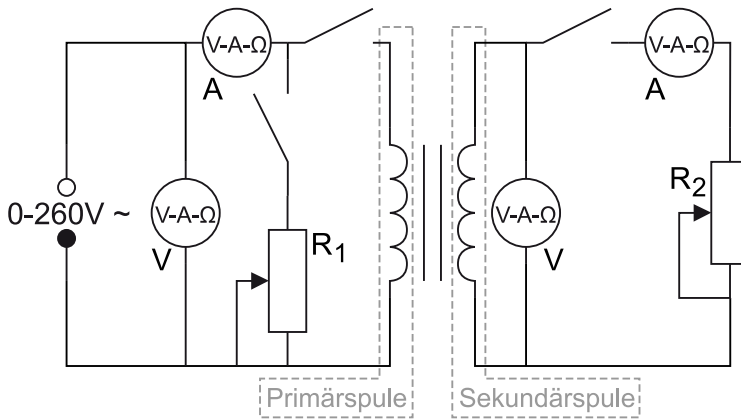 V-A-Ω
A
V-A-Ω
A
0-260V ~
V-A-Ω
V
R1
V-A-Ω
V
R2
Primärspule
Sekundärspule